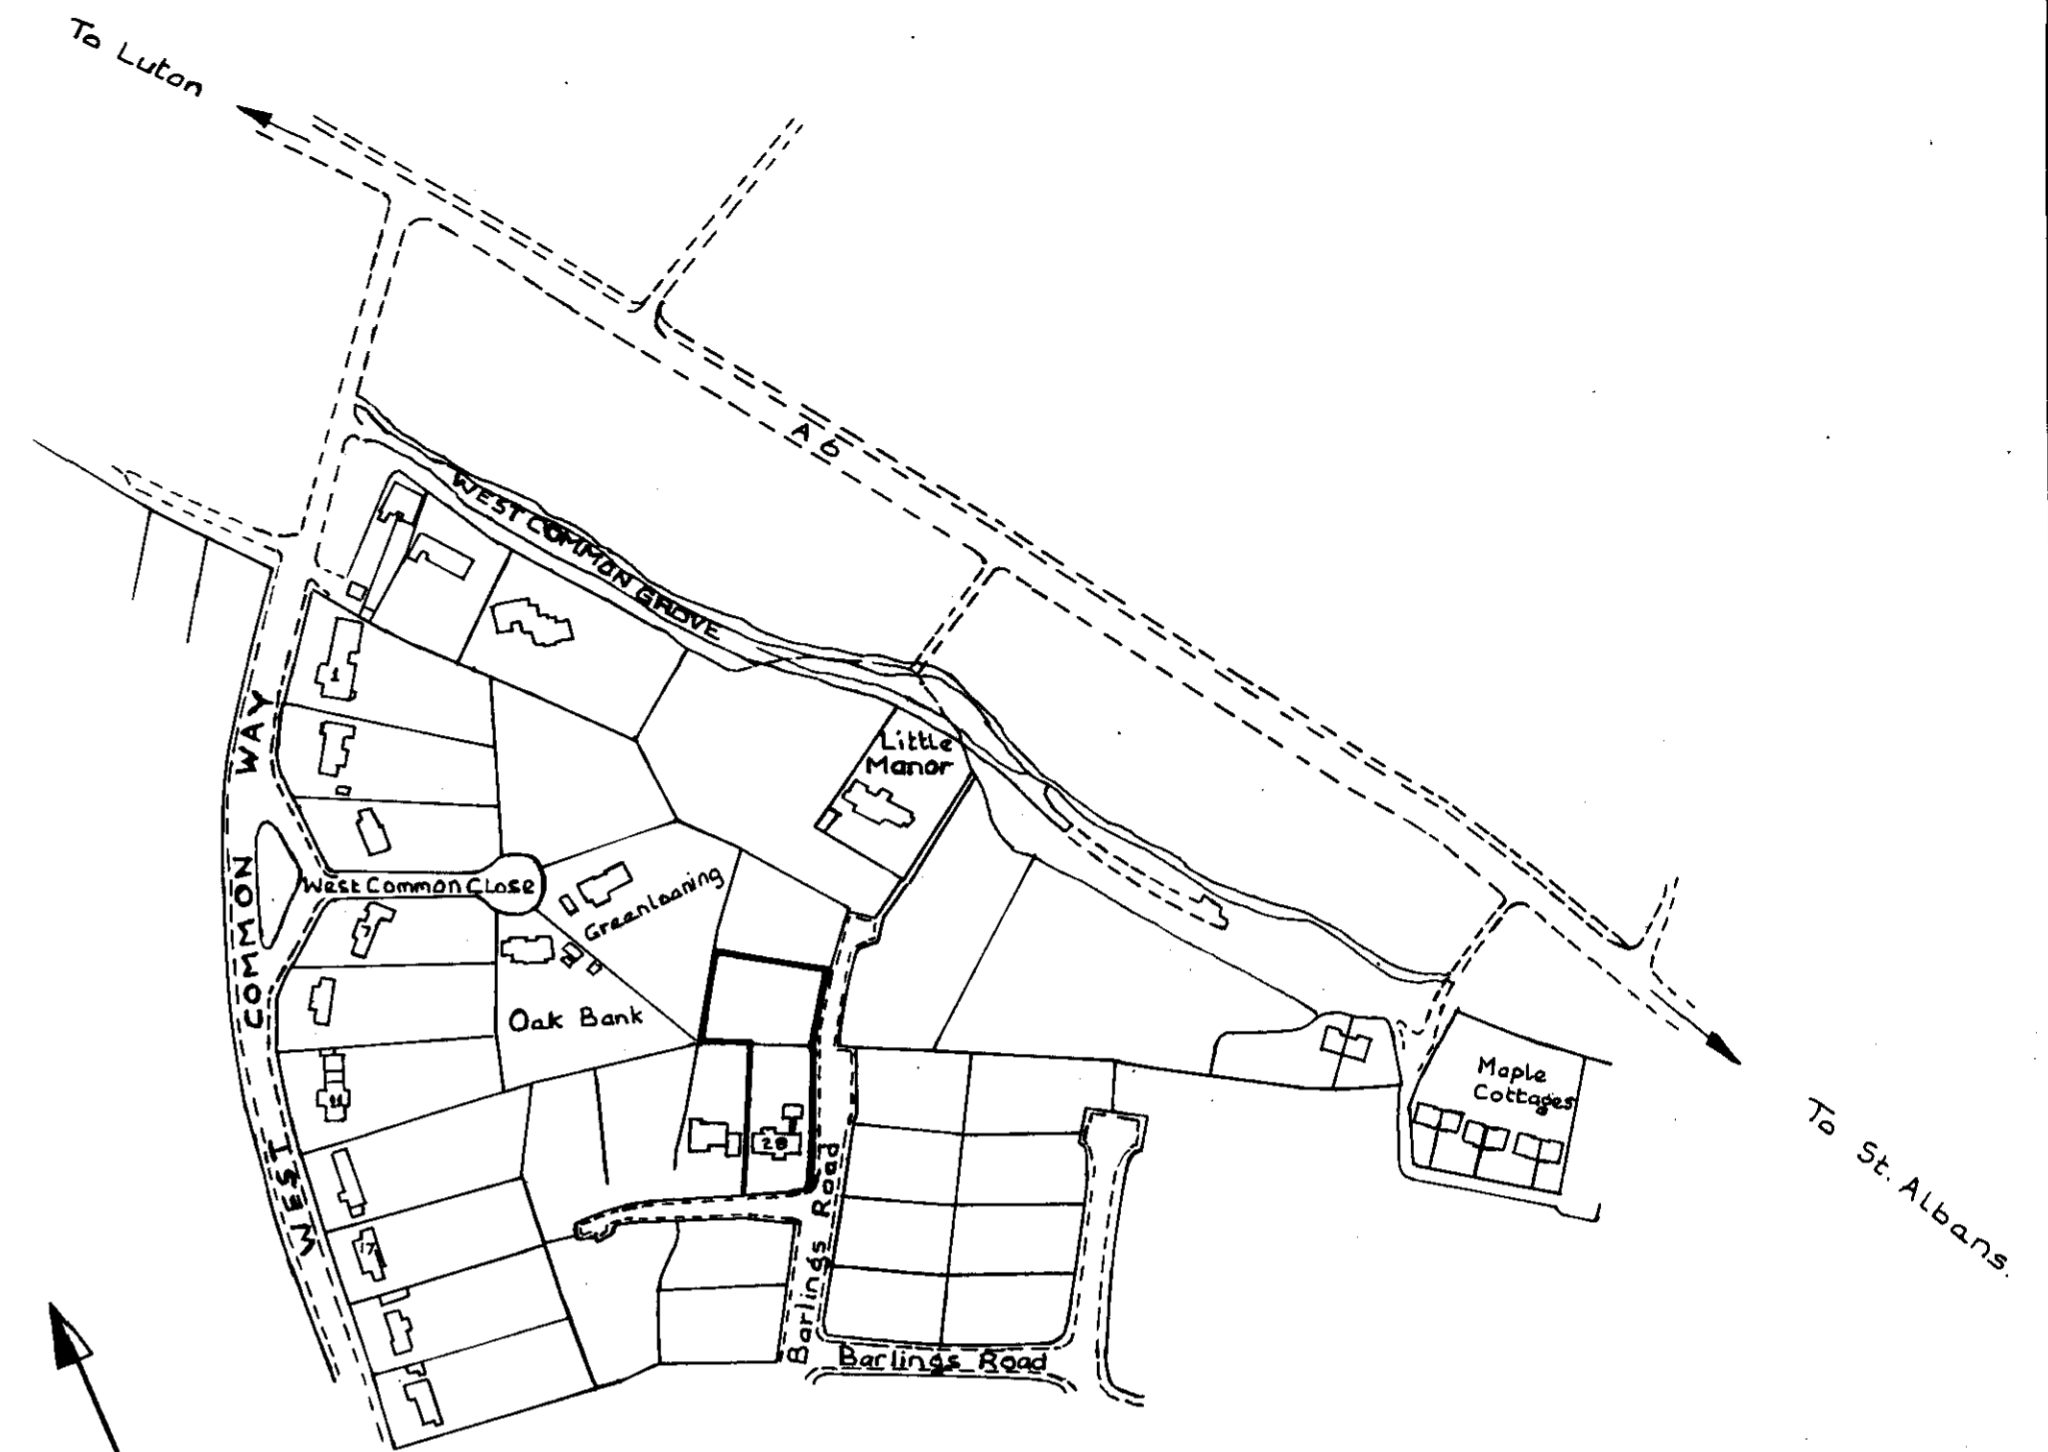 To Luton
A6
WEST COMMON GROVE
1
WEST COMMON WAY
Little
Manor
West Common Close
Greenloaning
7
Oak Bank
11
Maple
Cottages
28
To St. Albans.
17
Barlings Road
Barlings Road